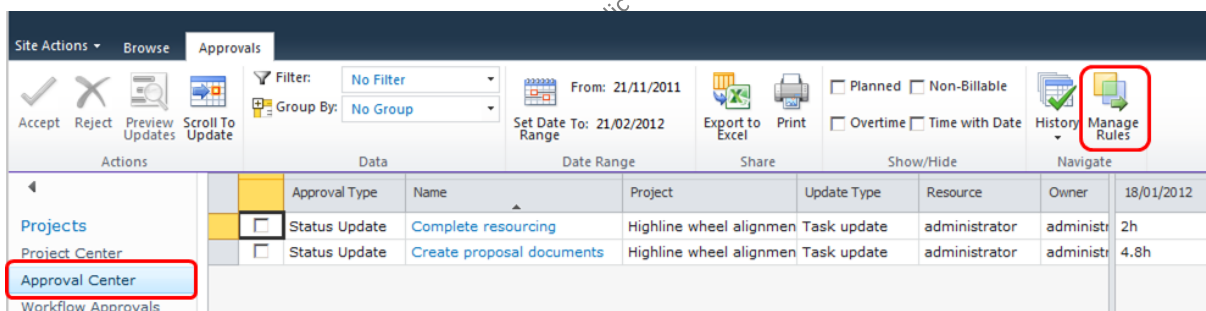 Site Actions Browse Approvals
Filter: No Filter
Group By: No Group
From: 21/11/2011
Set Date Range To: 21/02/2012
Accept Reject Preview Updates Scroll To Update
Export to Excel Print
Planned Non-Billable
Overtime Time with Date
History Manage Rules
Actions Data Date Range Share Show/Hide Navigate
Approval Type Name Project Update Type Resource Owner 18/01/2012
Projects
Status Update Complete resourcing Highline wheel alignmen Task update administrator administr 2h
Project Center
Status Update Create proposal documents Highline wheel alignmen Task update administrator administr 4.8h
Approval Center
Workflow Approvals